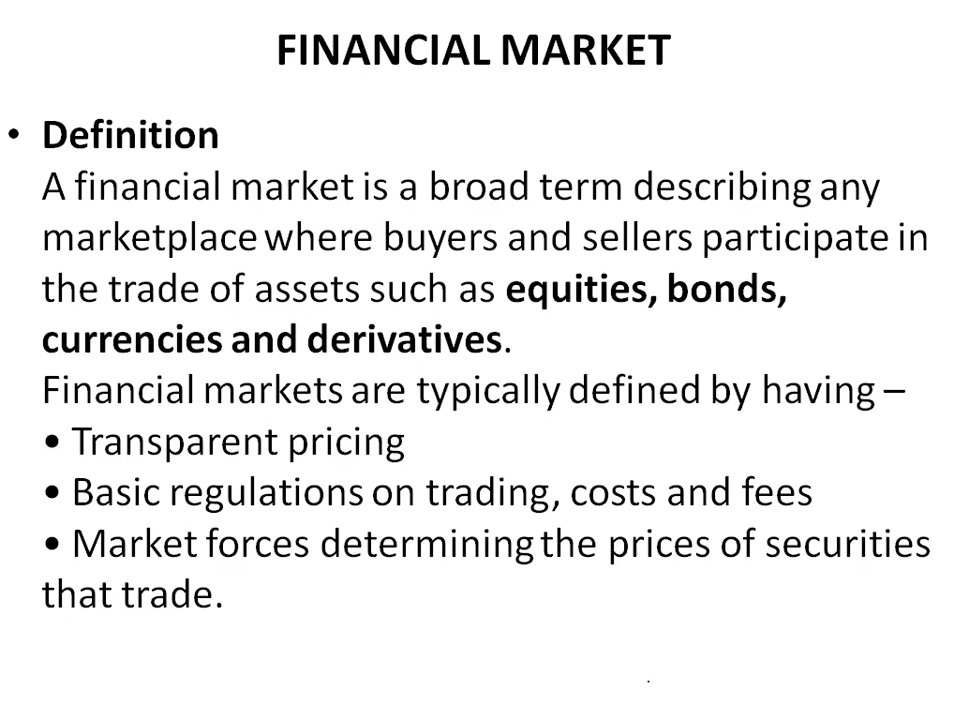 FINANCIAL MARKET
• Definition
A financial market is a broad term describing any
marketplace where buyers and sellers participate in
the trade of assets such as equities, bonds,
currencies and derivatives.
Financial markets are typically defined by having –
• Transparent pricing
• Basic regulations on trading, costs and fees
• Market forces determining the prices of securities
that trade.
.